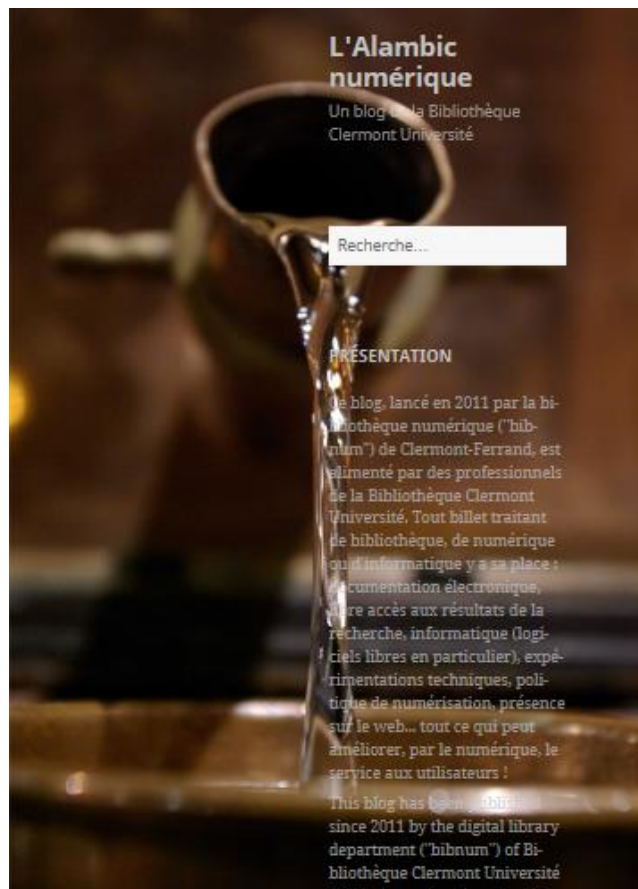 L'Alambic
numérique
Un blog de la Bibliothèque
Clermont Université
Recherche…
PRÉSENTATION
Ce blog, lancé en 2011 par la bi-
bliothèque numérique ("bib-
num") de Clermont-Ferrand, est
alimenté par des professionnels
de la Bibliothèque Clermont
Université. Tout billet traitant
de bibliothèque, de numérique
ou d'informatique y a sa place :
documentation électronique,
libre accès aux résultats de la
recherche, informatique (logi-
ciels libres en particulier), expé-
rimentations techniques, poli-
tique de numérisation, présence
sur le web... tout ce qui peut
améliorer, par le numérique, le
service aux utilisateurs !
This blog has been published
since 2011 by the digital library
department ("bibnum") of Bi-
bliothèque Clermont Université